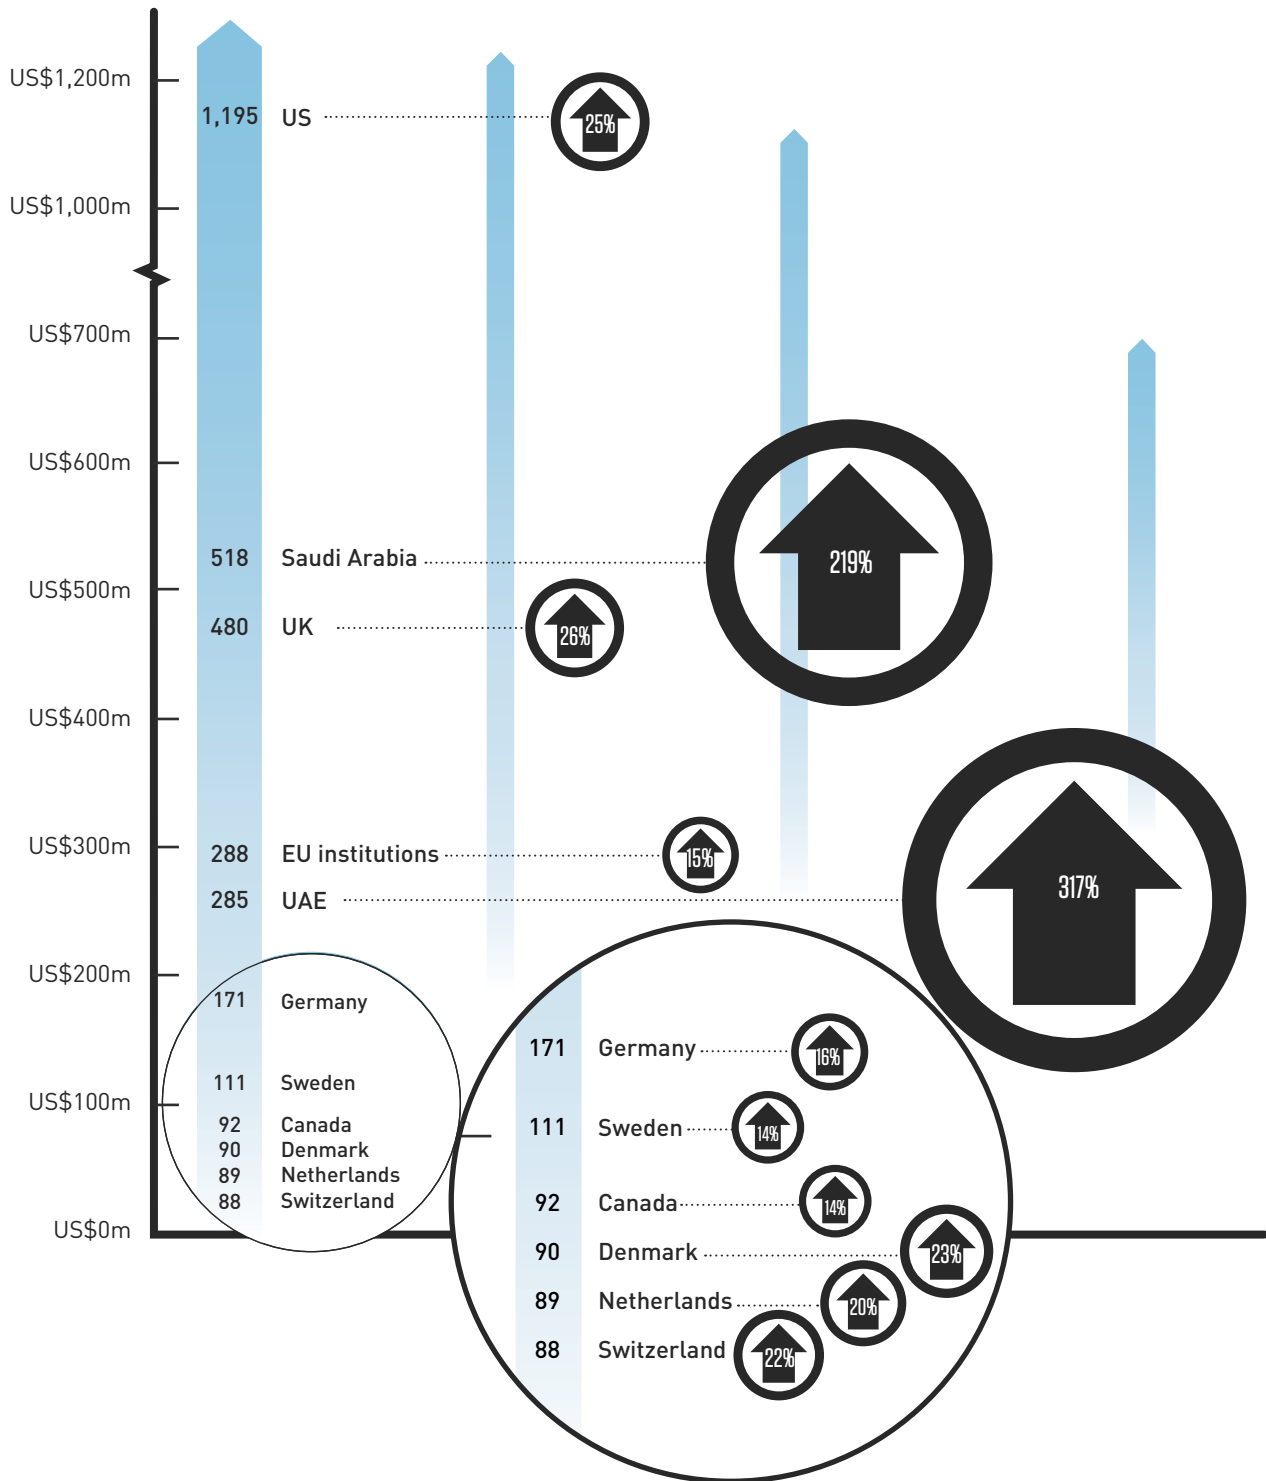 US$1,200m
1,195 US 25%
US$1,000m
US$700m
US$600m
518 Saudi Arabia 219%
US$500m
480 UK 26%
US$400m
US$300m
288 EU institutions 15%
285 UAE 317%
US$200m
171 Germany
111 Sweden
US$100m
92 Canada
90 Denmark
89 Netherlands
88 Switzerland
US$0m
171 Germany 16%
111 Sweden 14%
92 Canada 14%
90 Denmark 23%
89 Netherlands 20%
88 Switzerland 22%